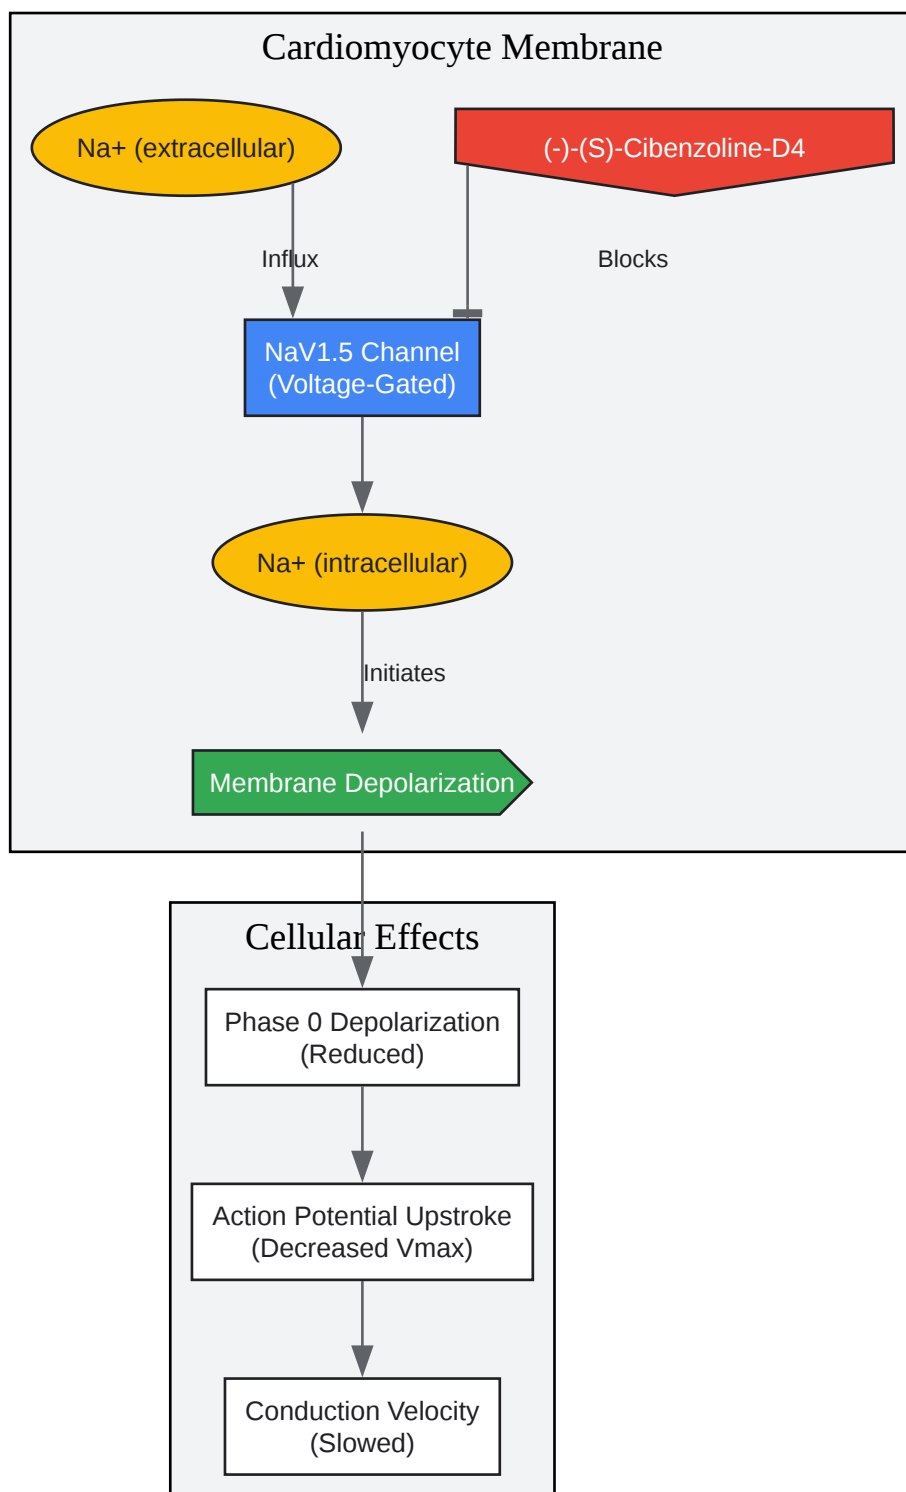 Cardiomyocyte Membrane
Na+ (extracellular)
(-)-(S)-Cibenzoline-D4
Influx
Blocks
NaV1.5 Channel
(Voltage-Gated)
Na+ (intracellular)
Initiates
Membrane Depolarization
Cellular Effects
Phase 0 Depolarization
(Reduced)
Action Potential Upstroke
(Decreased Vmax)
Conduction Velocity
(Slowed)